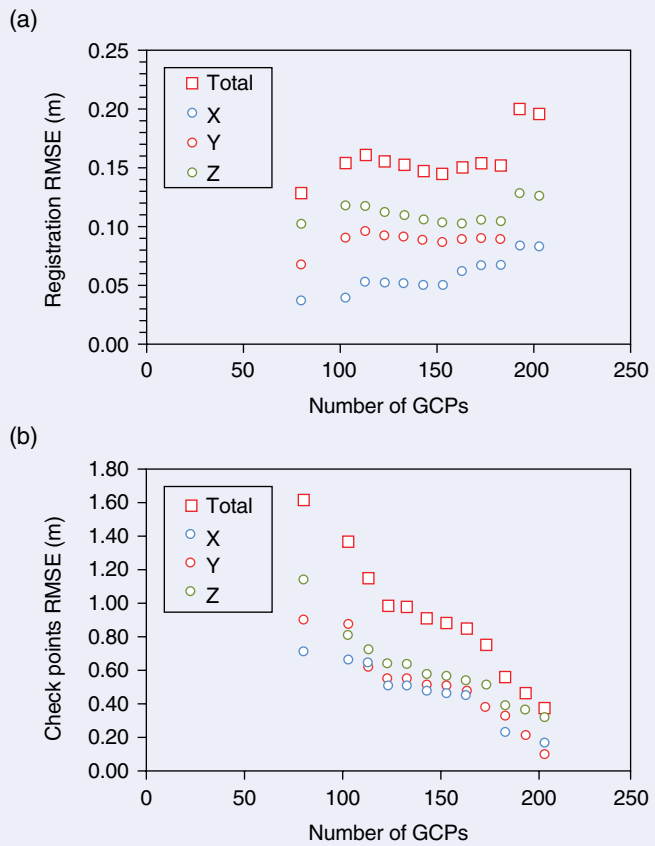 (a)
0.25
0.20
0.15
0.10
0.05
0.00
Registration RMSE (m)
Total
X
Y
Z
0 50 100 150 200 250
Number of GCPs
(b)
1.80
1.60
1.40
1.20
1.00
0.80
0.60
0.40
0.20
0.00
Check points RMSE (m)
Total
X
Y
Z
0 50 100 150 200 250
Number of GCPs